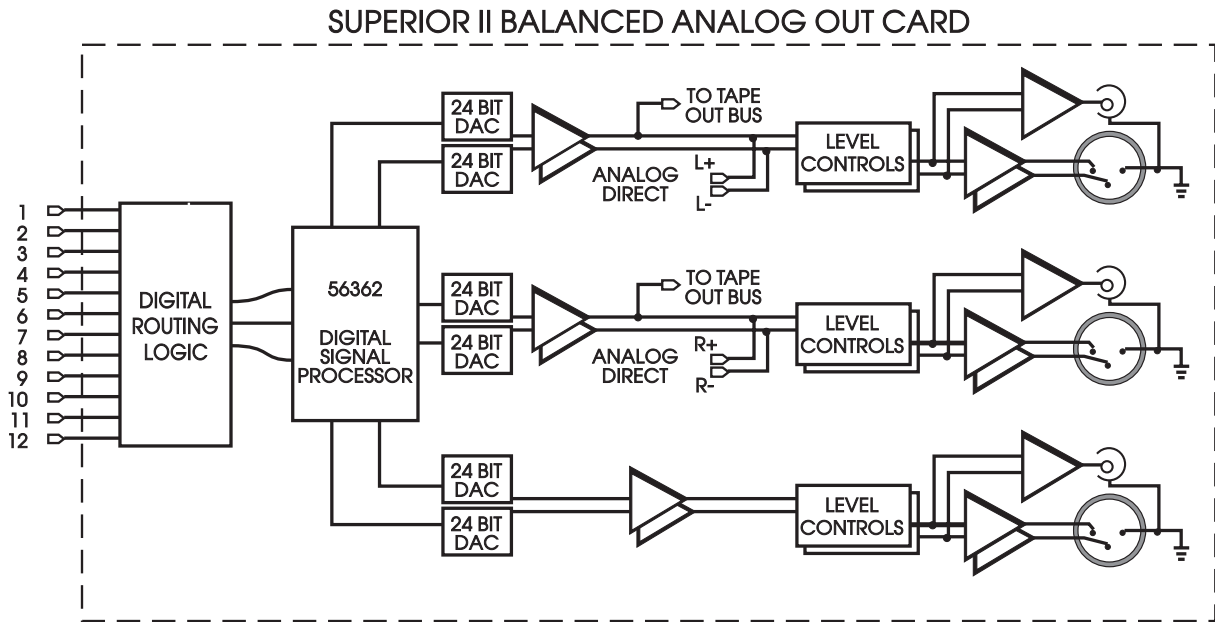 SUPERIOR II BALANCED ANALOG OUT CARD
1
2
3
4
5
6
7
8
9
10
11
12
DIGITAL
ROUTING
LOGIC
56362
DIGITAL
SIGNAL
PROCESSOR
24 BIT
DAC
24 BIT
DAC
TO TAPE
OUT BUS
ANALOG
DIRECT
L+
L-
LEVEL
CONTROLS
24 BIT
DAC
24 BIT
DAC
TO TAPE
OUT BUS
ANALOG
DIRECT
R+
R-
LEVEL
CONTROLS
24 BIT
DAC
24 BIT
DAC
LEVEL
CONTROLS